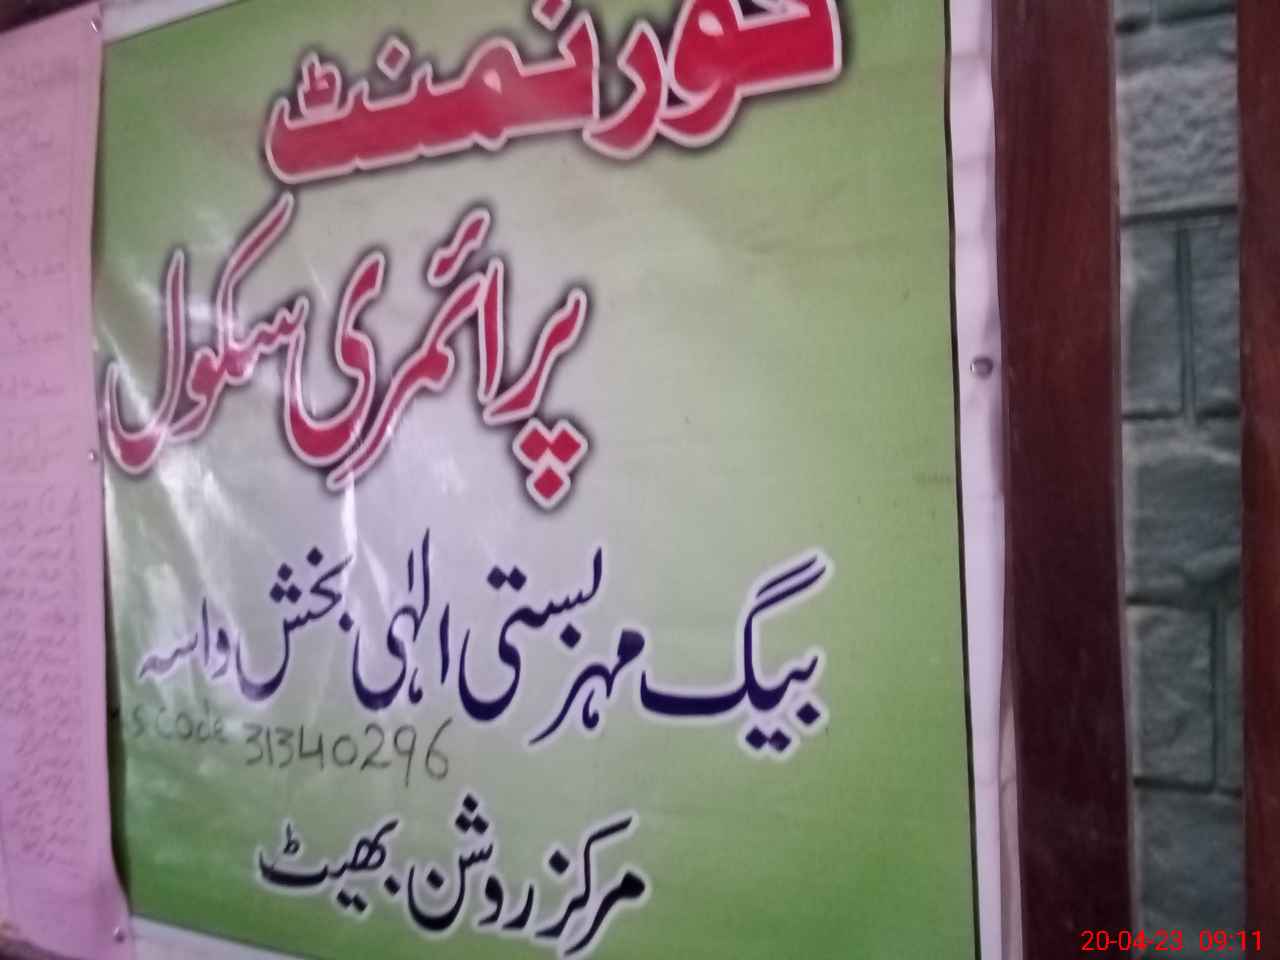 گورنمنٹ
پرائمری سکول
بیگ مہر بستی الٰہی بخش واسہ
S Code 31340296
مرکز روشن بھیٹ
20-04-23 09:11